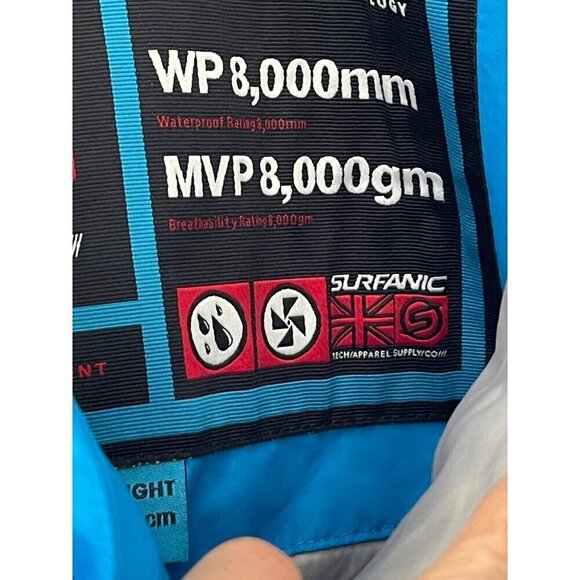 WP 8,000mm
Waterproof Rating 8,000mm
MVP 8,000gm
Breathability Rating 8,000gm
SURFANIC
TECH/APPAREL SUPPLY/CO///
cm